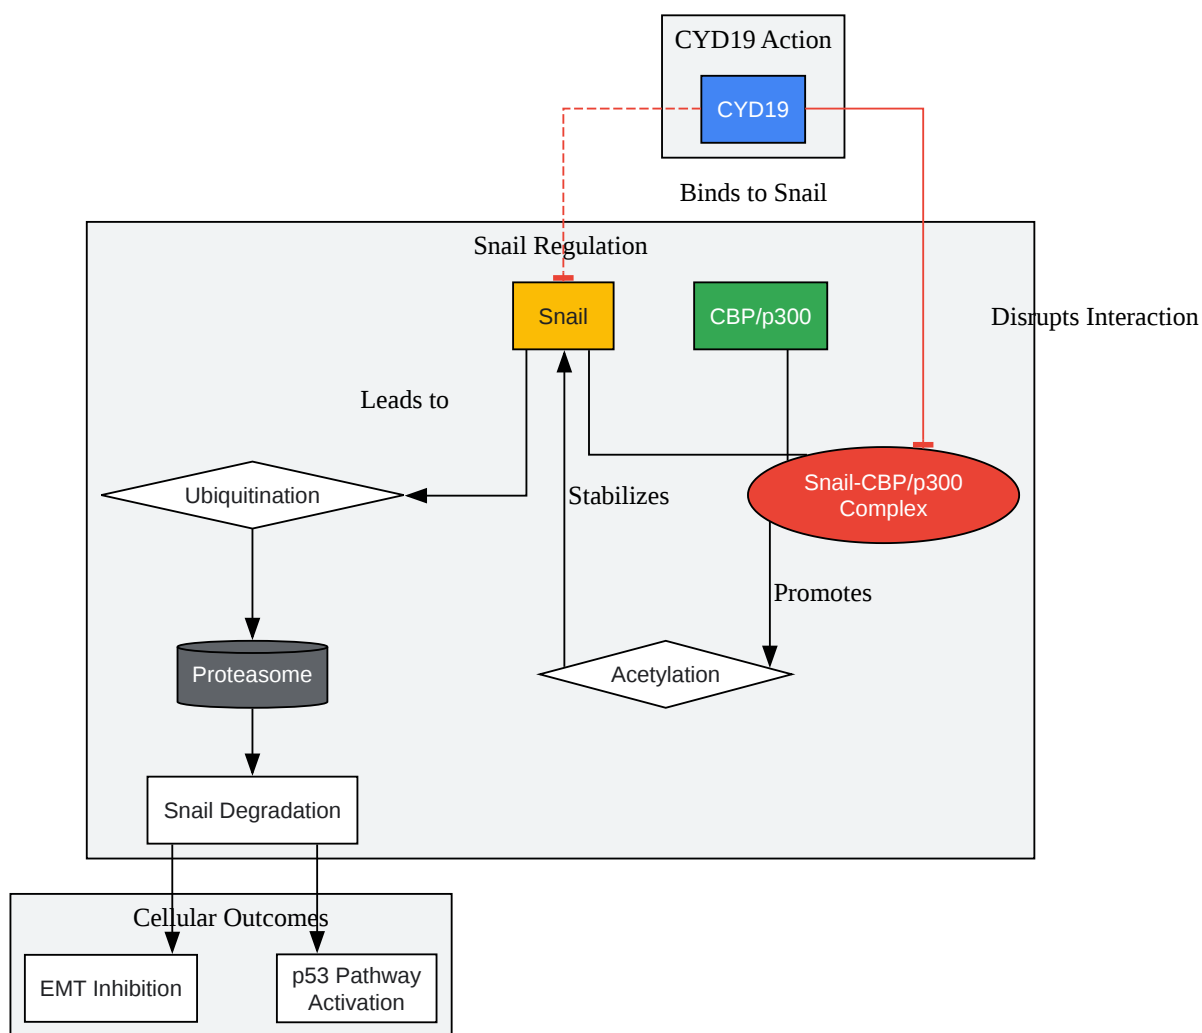 CYD19 Action
CYD19
Binds to Snail
Snail Regulation
Snail
CBP/p300
Disrupts Interaction
Leads to
Ubiquitination
Stabilizes
Snail-CBP/p300
Complex
Promotes
Proteasome
Acetylation
Snail Degradation
Cellular Outcomes
EMT Inhibition
p53 Pathway
Activation